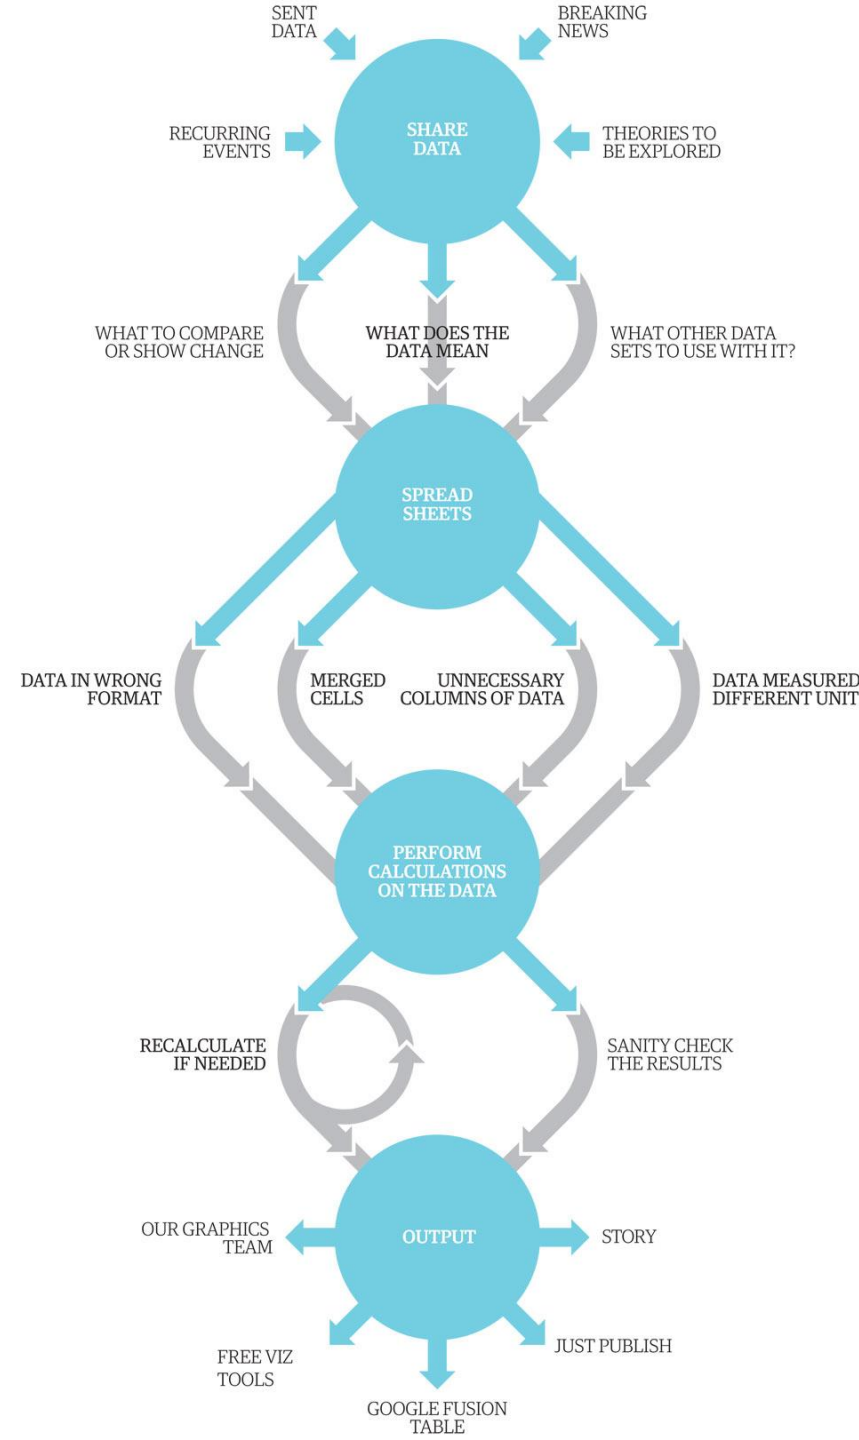 SENT
DATA
BREAKING
NEWS
RECURRING
EVENTS
SHARE
DATA
THEORIES TO
BE EXPLORED
WHAT TO COMPARE
OR SHOW CHANGE
WHAT DOES THE
DATA MEAN
WHAT OTHER DATA
SETS TO USE WITH IT?
SPREAD
SHEETS
DATA IN WRONG
FORMAT
MERGED
CELLS
UNNECESSARY
COLUMNS OF DATA
DATA MEASURED
DIFFERENT UNIT
PERFORM
CALCULATIONS
ON THE DATA
RECALCULATE
IF NEEDED
SANITY CHECK
THE RESULTS
OUR GRAPHICS
TEAM
OUTPUT
STORY
FREE VIZ
TOOLS
JUST PUBLISH
GOOGLE FUSION
TABLE